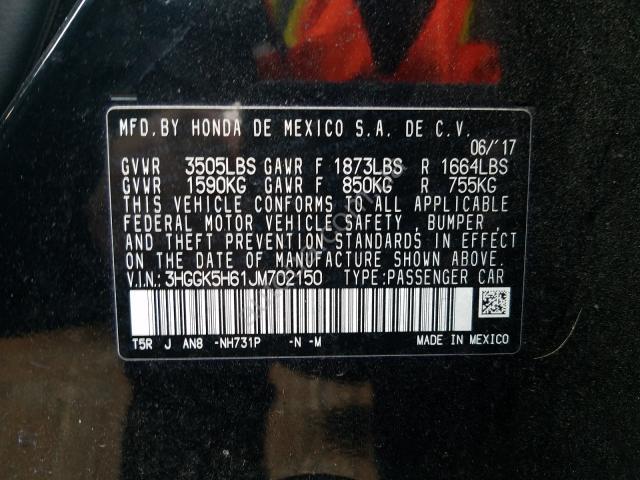 MFD.BY HONDA DE MEXICO S.A. DE C.V.
06/'17
GVWR 3505LBS GAWR F 1873LBS R 1664LBS
GVWR 1590KG GAWR F 850KG R 755KG
THIS VEHICLE CONFORMS TO ALL APPLICABLE
FEDERAL MOTOR VEHICLE SAFETY , BUMPER ,
AND THEFT PREVENTION STANDARDS IN EFFECT
ON THE DATE OF MANUFACTURE SHOWN ABOVE.
V.I.N.: 3HGGK5H61JM702150 TYPE:PASSENGER CAR
T5R J AN8 -NH731P -N -M MADE IN MEXICO